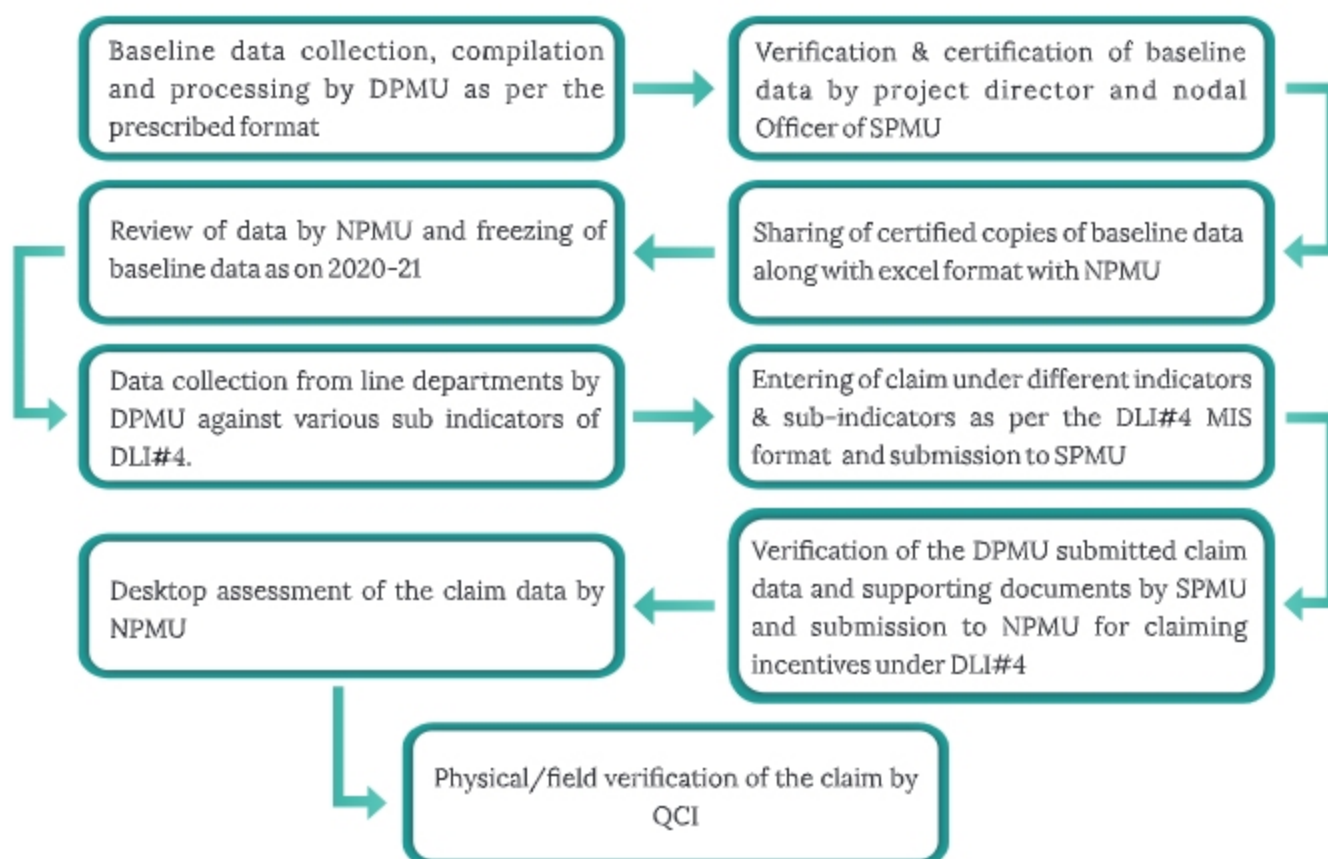 Baseline data collection, compilation
and processing by DPMU as per the
prescribed format
Verification & certification of baseline
data by project director and nodal
Officer of SPMU
Sharing of certified copies of baseline data
along with excel format with NPMU
Review of data by NPMU and freezing of
baseline data as on 2020-21
Data collection from line departments by
DPMU against various sub indicators of
DLI#4.
Entering of claim under different indicators
& sub-indicators as per the DLI#4 MIS
format and submission to SPMU
Verification of the DPMU submitted claim
data and supporting documents by SPMU
and submission to NPMU for claiming
incentives under DLI#4
Desktop assessment of the claim data by
NPMU
Physical/field verification of the claim by
QCI